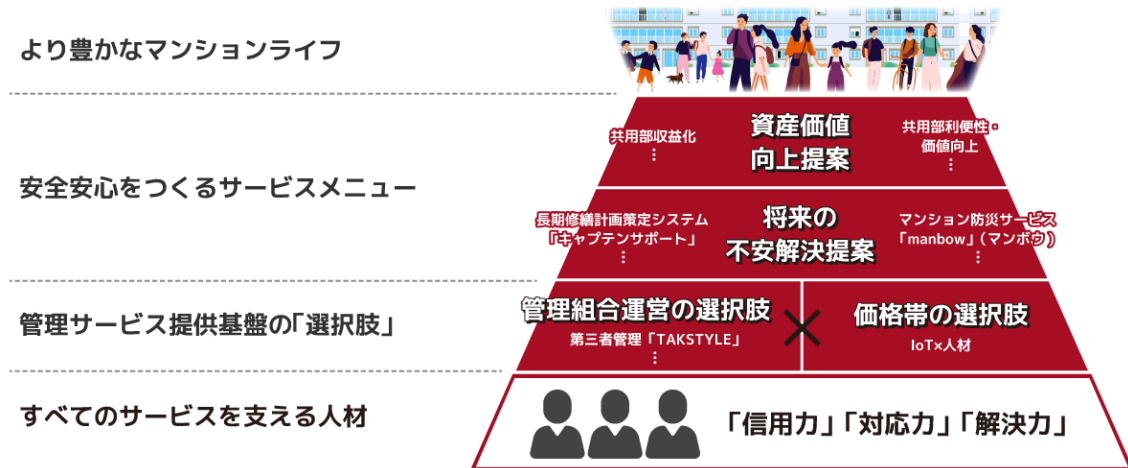 より豊かなマンションライフ
安全安心をつくるサービスメニュー
共用部収益化
⋮
資産価値
向上提案
共用部利便性・
価値向上
⋮
長期修繕計画策定システム
「キャプテンサポート」
⋮
将来の
不安解決提案
マンション防災サービス
「manbow」（マンボウ）
⋮
管理サービス提供基盤の「選択肢」
管理組合運営の選択肢
第三者管理「TAKSTYLE」
⋮
×
価格帯の選択肢
IoT×人材
すべてのサービスを支える人材
「信用力」「対応力」「解決力」